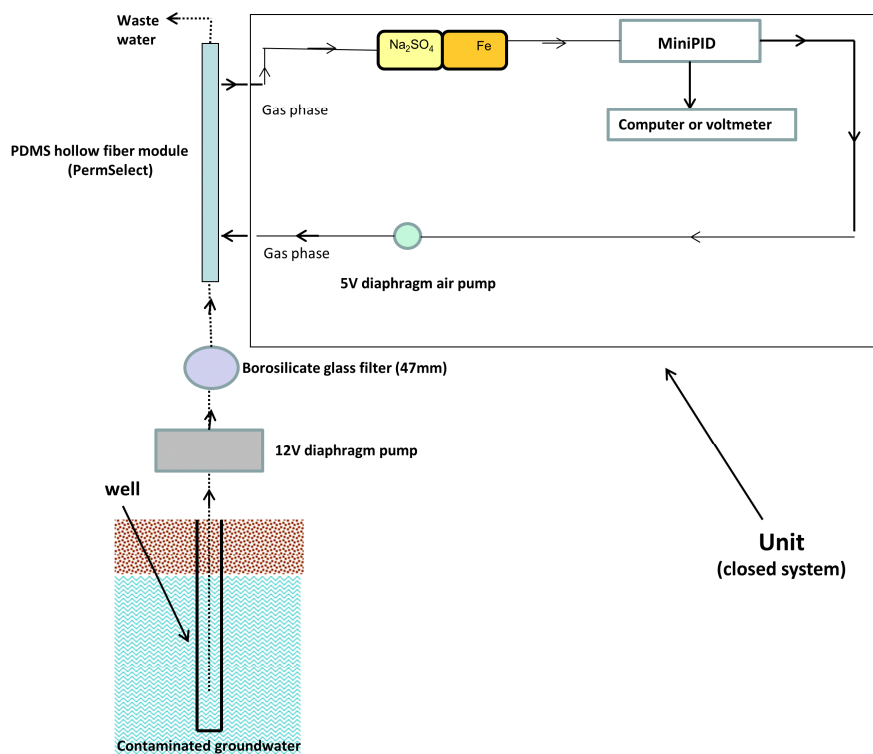 Waste
water
Na₂SO₄
Fe
MiniPID
Gas phase
Computer or voltmeter
PDMS hollow fiber module
(PermSelect)
Gas phase
5V diaphragm air pump
Borosilicate glass filter (47mm)
12V diaphragm pump
well
Unit
(closed system)
Contaminated groundwater